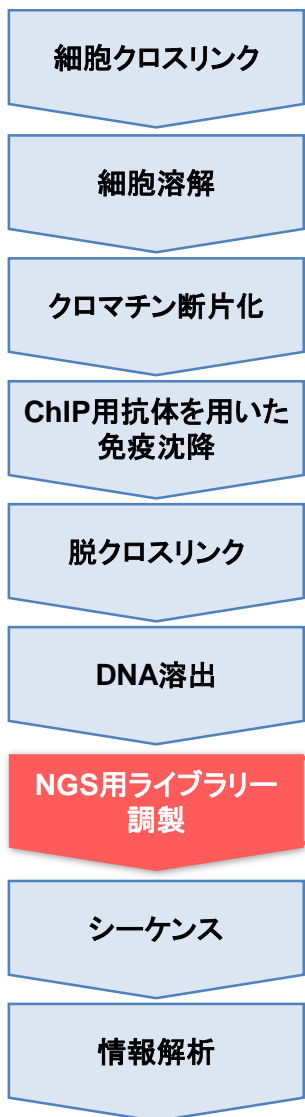 細胞クロスリンク
細胞溶解
クロマチン断片化
ChIP用抗体を用いた
免疫沈降
脱クロスリンク
DNA溶出
NGS用ライブラリー
調製
シーケンス
情報解析